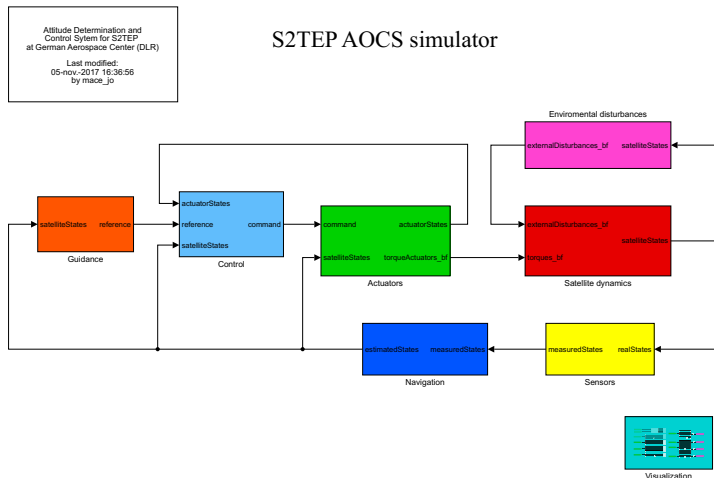 Attitude Determination and
Control Sytem for S2TEP
at German Aerospace Center (DLR)
Last modified:
05-nov.-2017 16:36:56
by mace_jo
S2TEP AOCS simulator
Enviromental disturbances
externalDisturbances_bf satelliteStates
actuatorStates
reference command
satelliteStates
Control
satelliteStates reference
Guidance
command actuatorStates
satelliteStates torqueActuators_bf
Actuators
externalDisturbances_bf
satelliteStates
torques_bf
Satellite dynamics
estimatedStates measuredStates
Navigation
measuredStates realStates
Sensors
Visualization